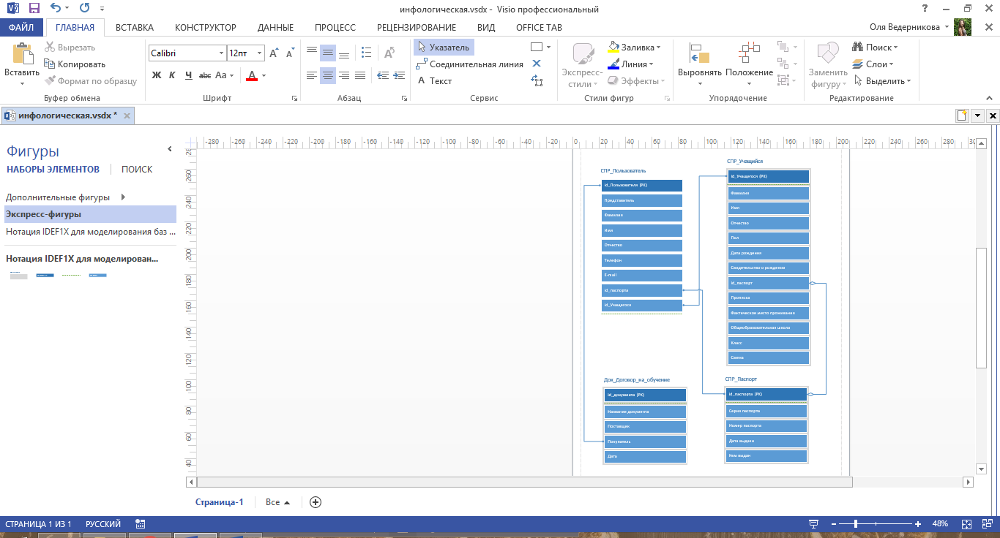 инфологическая.vsdx - Visio профессиональный
ФАЙЛ ГЛАВНАЯ ВСТАВКА КОНСТРУКТОР ДАННЫЕ ПРОЦЕСС РЕЦЕНЗИРОВАНИЕ ВИД OFFICE TAB Оля Ведерникова
Вставить
Вырезать
Копировать
Формат по образцу
Буфер обмена
Calibri 12пт
Ж К Ч abc Aa A
Шрифт
Абзац
Указатель
Соединительная линия
A Текст
Сервис
Экспресс-стили
Заливка
Линия
Эффекты
Стили фигур
Выровнять Положение
Упорядочение
Заменить фигуру
Поиск
Слои
Выделить
Редактирование
инфологическая.vsdx *
Фигуры
НАБОРЫ ЭЛЕМЕНТОВ ПОИСК
Дополнительные фигуры
Экспресс-фигуры
Нотация IDEF1X для моделирования баз ...
Нотация IDEF1X для моделирован...
-280 -260 -240 -220 -200 -180 -160 -140 -120 -100 -80 -60 -40 -20 0 20 40 60 80 100 120 140 160 180 200 220 240 260 280
260
240
220
200
180
160
140
120
100
80
60
40
СПР_Пользователь
id_Пользователя (PK)
Представитель
Фамилия
Имя
Отчество
Телефон
E-mail
id_паспорта
id_Учащегося
СПР_Учащийся
id_Учащегося (PK)
Фамилия
Имя
Отчество
Пол
Дата рождения
Свидетельство о рождении
id_паспорт
Прописка
Фактическое место проживания
Общеобразовательная школа
Класс
Смена
Док_Договор_на_обучение
id_документа (PK)
Название документа
Поставщик
Покупатель
Дата
СПР_Паспорт
id_паспорта (PK)
Серия паспорта
Номер паспорта
Дата выдачи
Кем выдан
Страница-1 Все
СТРАНИЦА 1 ИЗ 1 РУССКИЙ 48%